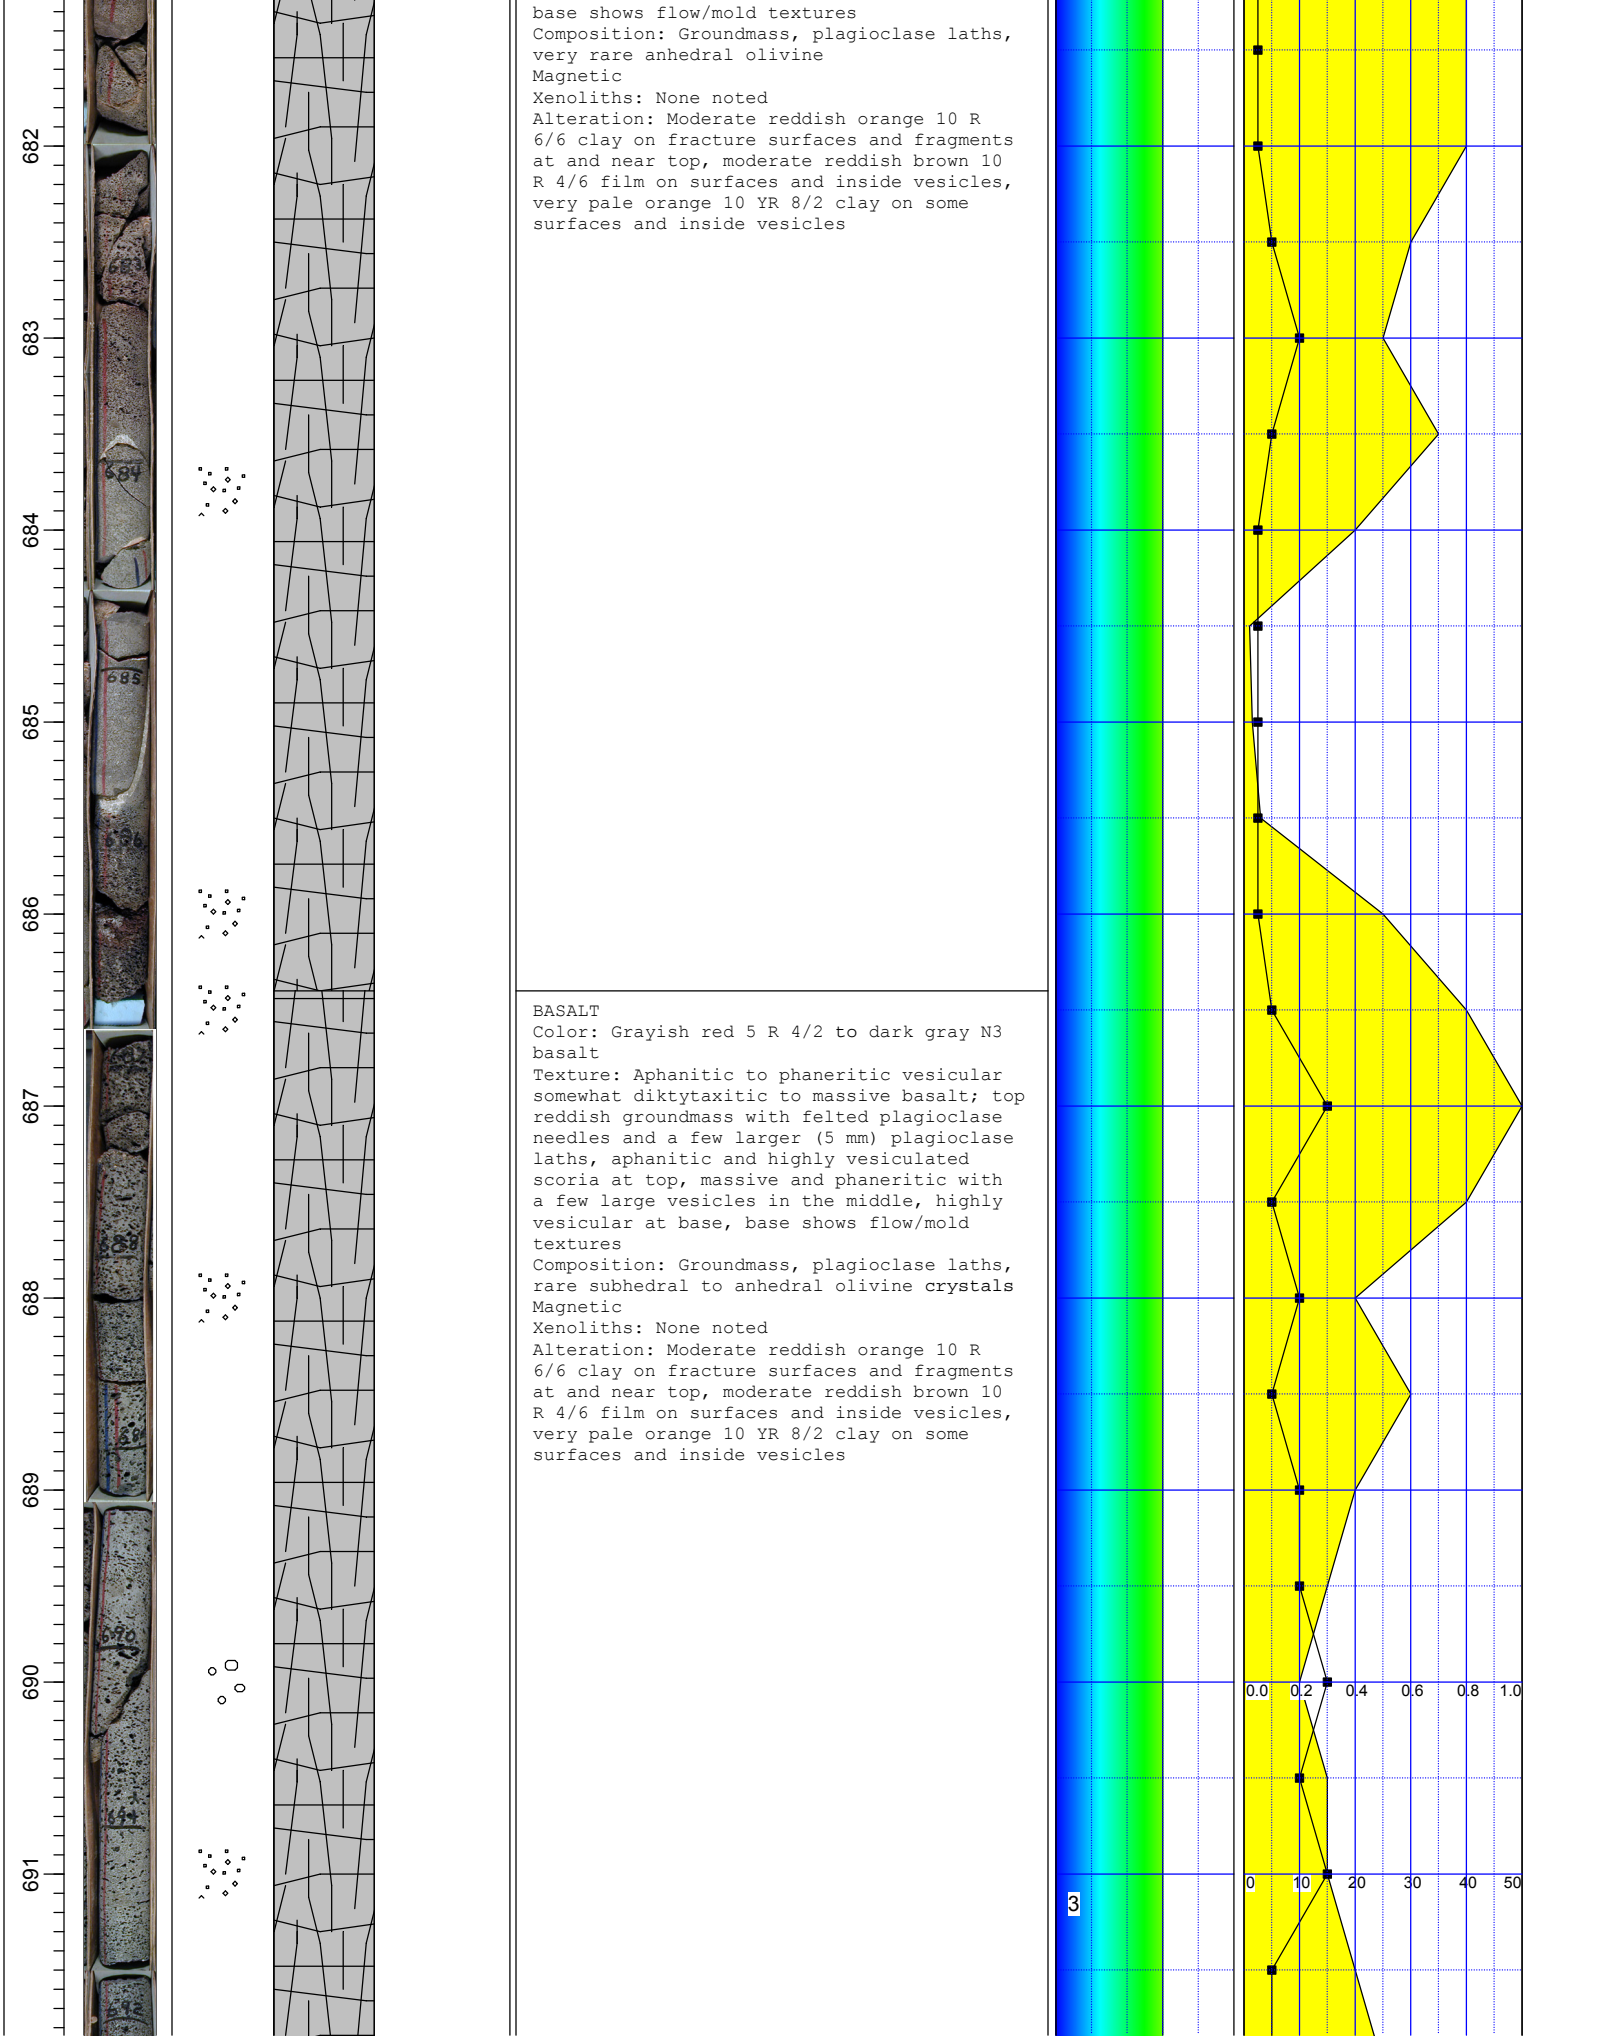 base shows flow/mold textures
Composition: Groundmass, plagioclase laths,
very rare anhedral olivine
Magnetic
Xenoliths: None noted
Alteration: Moderate reddish orange 10 R
6/6 clay on fracture surfaces and fragments
at and near top, moderate reddish brown 10
R 4/6 film on surfaces and inside vesicles,
very pale orange 10 YR 8/2 clay on some
surfaces and inside vesicles
682
683
684
685
686
687
688
689
690
691
684
685
686
690
BASALT
Color: Grayish red 5 R 4/2 to dark gray N3
basalt
Texture: Aphanitic to phaneritic vesicular
somewhat diktytaxitic to massive basalt; top
reddish groundmass with felted plagioclase
needles and a few larger (5 mm) plagioclase
laths, aphanitic and highly vesiculated
scoria at top, massive and phaneritic with
a few large vesicles in the middle, highly
vesicular at base, base shows flow/mold
textures
Composition: Groundmass, plagioclase laths,
rare subhedral to anhedral olivine crystals
Magnetic
Xenoliths: None noted
Alteration: Moderate reddish orange 10 R
6/6 clay on fracture surfaces and fragments
at and near top, moderate reddish brown 10
R 4/6 film on surfaces and inside vesicles,
very pale orange 10 YR 8/2 clay on some
surfaces and inside vesicles
0.0 0.2 0.4 0.6 0.8 1.0
0 10 20 30 40 50
3